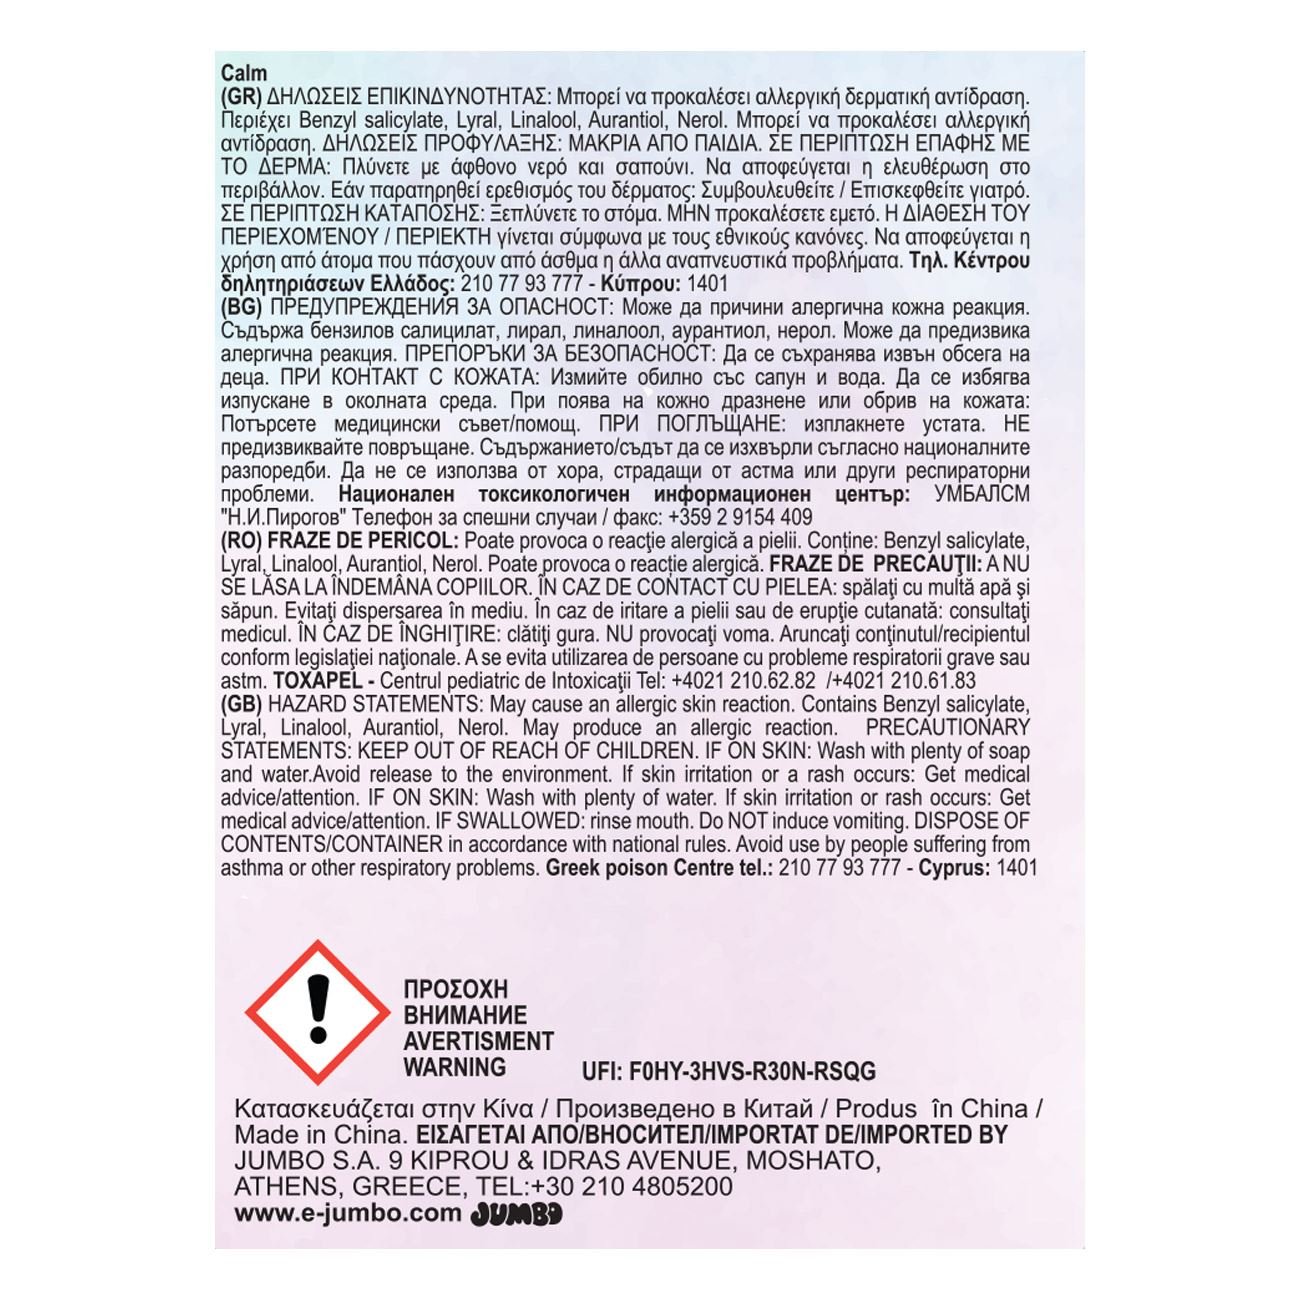 Calm
(GR) ΔΗΛΩΣΕΙΣ ΕΠΙΚΙΝΔΥΝΟΤΗΤΑΣ: Μπορεί να προκαλέσει αλλεργική δερματική αντίδραση.
Περιέχει Benzyl salicylate, Lyral, Linalool, Aurantiol, Nerol. Μπορεί να προκαλέσει αλλεργική
αντίδραση. ΔΗΛΩΣΕΙΣ ΠΡΟΦΥΛΑΞΗΣ: ΜΑΚΡΙΑ ΑΠΟ ΠΑΙΔΙΑ. ΣΕ ΠΕΡΙΠΤΩΣΗ ΕΠΑΦΗΣ ΜΕ
ΤΟ ΔΕΡΜΑ: Πλύνετε με άφθονο νερό και σαπούνι. Να αποφεύγεται η ελευθέρωση στο
περιβάλλον. Εάν παρατηρηθεί ερεθισμός του δέρματος: Συμβουλευθείτε / Επισκεφθείτε γιατρό.
ΣΕ ΠΕΡΙΠΤΩΣΗ ΚΑΤΑΠΟΣΗΣ: Ξεπλύνετε το στόμα. ΜΗΝ προκαλέσετε εμετό. Η ΔΙΑΘΕΣΗ ΤΟΥ
ΠΕΡΙΕΧΟΜΈΝΟΥ / ΠΕΡΙΕΚΤΗ γίνεται σύμφωνα με τους εθνικούς κανόνες. Να αποφεύγεται η
χρήση από άτομα που πάσχουν από άσθμα η άλλα αναπνευστικά προβλήματα. Τηλ. Κέντρου
δηλητηριάσεων Ελλάδος: 210 77 93 777 - Κύπρου: 1401
(BG) ПРЕДУПРЕЖДЕНИЯ ЗА ОПАСНОСТ: Може да причини алергична кожна реакция.
Съдържа бензилов салицилат, лирал, линалоол, аурантиол, нерол. Може да предизвика
алергична реакция. ПРЕПОРЪКИ ЗА БЕЗОПАСНОСТ: Да се съхранява извън обсега на
деца. ПРИ КОНТАКТ С КОЖАТА: Измийте обилно със сапун и вода. Да се избягва
изпускане в околната среда. При поява на кожно дразнене или обрив на кожата:
Потърсете медицински съвет/помощ. ПРИ ПОГЛЪЩАНЕ: изплакнете устата. НЕ
предизвиквайте повръщане. Съдържанието/съдът да се изхвърли съгласно националните
разпоредби. Да не се използва от хора, страдащи от астма или други респираторни
проблеми. Национален токсикологичен информационен център: УМБАЛСМ
"Н.И.Пирогов" Телефон за спешни случаи / факс: +359 2 9154 409
(RO) FRAZE DE PERICOL: Poate provoca o reacţie alergică a pielii. Conține: Benzyl salicylate,
Lyral, Linalool, Aurantiol, Nerol. Poate provoca o reacție alergică. FRAZE DE  PRECAUŢII: A NU
SE LĂSA LA ÎNDEMÂNA COPIILOR. ÎN CAZ DE CONTACT CU PIELEA: spălaţi cu multă apă şi
săpun. Evitaţi dispersarea în mediu. În caz de iritare a pielii sau de erupţie cutanată: consultaţi
medicul. ÎN CAZ DE ÎNGHIŢIRE: clătiţi gura. NU provocaţi voma. Aruncaţi conţinutul/recipientul
conform legislaţiei naţionale. A se evita utilizarea de persoane cu probleme respiratorii grave sau
astm. TOXAPEL - Centrul pediatric de Intoxicaţii Tel: +4021 210.62.82  /+4021 210.61.83
(GB) HAZARD STATEMENTS: May cause an allergic skin reaction. Contains Benzyl salicylate,
Lyral, Linalool, Aurantiol, Nerol. May produce an allergic reaction.  PRECAUTIONARY
STATEMENTS: KEEP OUT OF REACH OF CHILDREN. IF ON SKIN: Wash with plenty of soap
and water.Avoid release to the environment. If skin irritation or a rash occurs: Get medical
advice/attention. IF ON SKIN: Wash with plenty of water. If skin irritation or rash occurs: Get
medical advice/attention. IF SWALLOWED: rinse mouth. Do NOT induce vomiting. DISPOSE OF
CONTENTS/CONTAINER in accordance with national rules. Avoid use by people suffering from
asthma or other respiratory problems. Greek poison Centre tel.: 210 77 93 777 - Cyprus: 1401
ΠΡΟΣΟΧΗ
ВНИМАНИЕ
AVERTISMENT
WARNING
UFI: F0HY-3HVS-R30N-RSQG
Κατασκευάζεται στην Κίνα / Произведено в Китай / Produs  în China /
Made in China. ΕΙΣΑΓΕΤΑΙ ΑΠΟ/ВНОСИТЕЛ/IMPORTAT DE/IMPORTED BY
JUMBO S.A. 9 KIPROU & IDRAS AVENUE, MOSHATO,
ATHENS, GREECE, TEL:+30 210 4805200
www.e-jumbo.com JUMBO